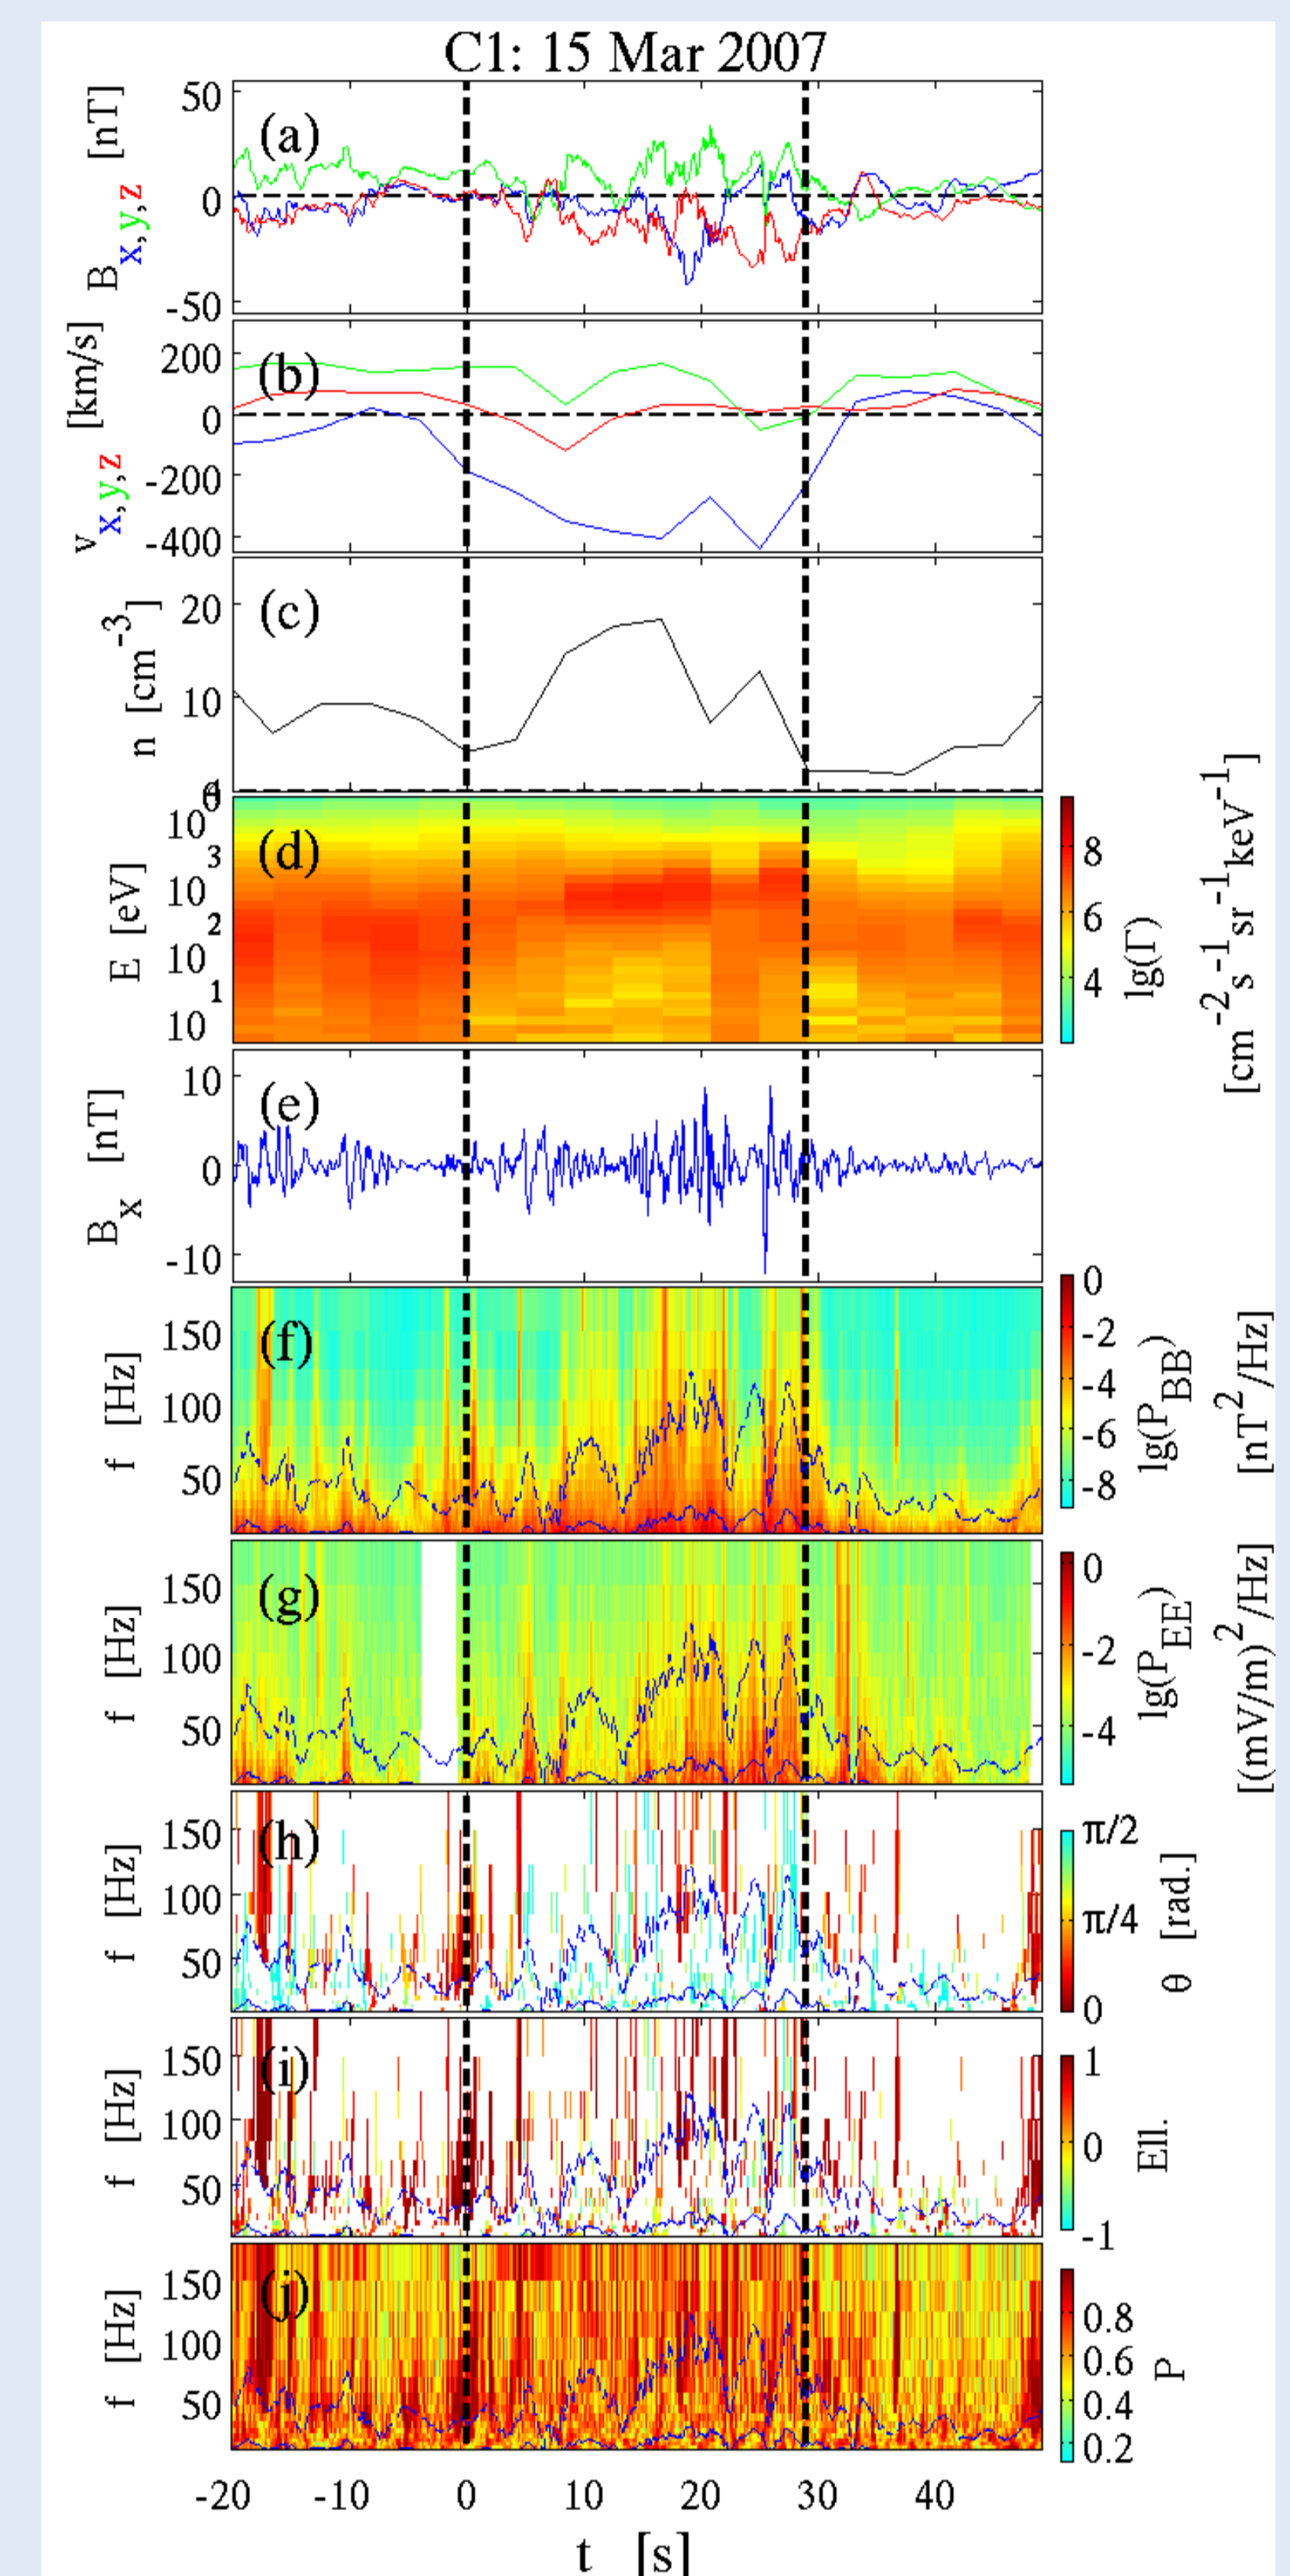 C1: 15 Mar 2007
(a)
B x,y,z [nT]
50
0
-50
(b)
v x,y,z [km/s]
200
0
-200
-400
(c)
n [cm-3]
20
10
0
(d)
E [eV]
10 4
10 3
10 2
10 1
8
6
4
lg(Γ)
[cm-2s-1sr-1keV-1]
(e)
Bx [nT]
10
0
-10
(f)
f [Hz]
150
100
50
0
-2
-4
-6
-8
lg(PBB)
[nT2/Hz]
(g)
f [Hz]
150
100
50
0
-2
-4
lg(PEE)
[(mV/m)2/Hz]
(h)
f [Hz]
150
100
50
π/2
π/4
0
θ [rad.]
(i)
f [Hz]
150
100
50
1
0
-1
Ell.
(j)
f [Hz]
150
100
50
0.8
0.6
0.4
0.2
P
-20 -10 0 10 20 30 40
t [s]